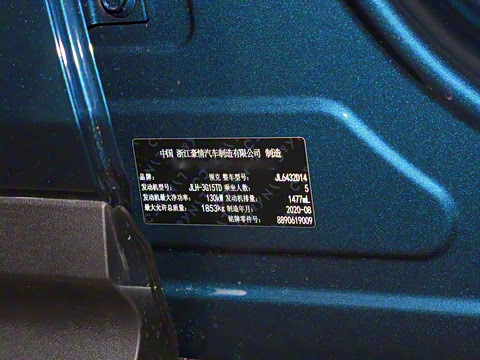 中国 浙江豪情汽车制造有限公司 制造
品牌: 领克 整车型号: JL6432D14
发动机型号: JLH-3G15TD 乘坐人数: 5
发动机最大净功率: 130kW 发动机排量: 1477mL
最大允许总质量: 1853kg 制造年月: 2020-08
铭牌零件号: 8890619009